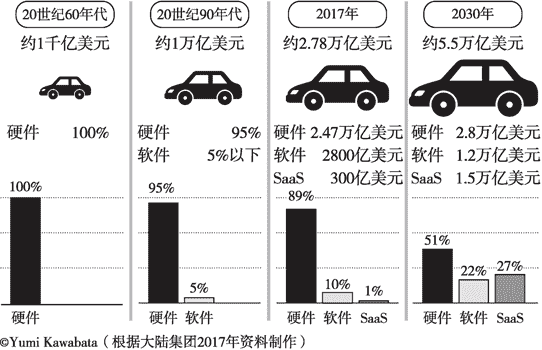 20世纪60年代
约1千亿美元
硬件 100%
100%
硬件
20世纪90年代
约1万亿美元
硬件 95%
软件 5%以下
95%
5%
硬件 软件
2017年
约2.78万亿美元
硬件 2.47万亿美元
软件 2800亿美元
SaaS 300亿美元
89%
10%
1%
硬件 软件 SaaS
2030年
约5.5万亿美元
硬件 2.8万亿美元
软件 1.2万亿美元
SaaS 1.5万亿美元
51%
22%
27%
硬件 软件 SaaS
©Yumi Kawabata（根据大陆集团2017年资料制作）